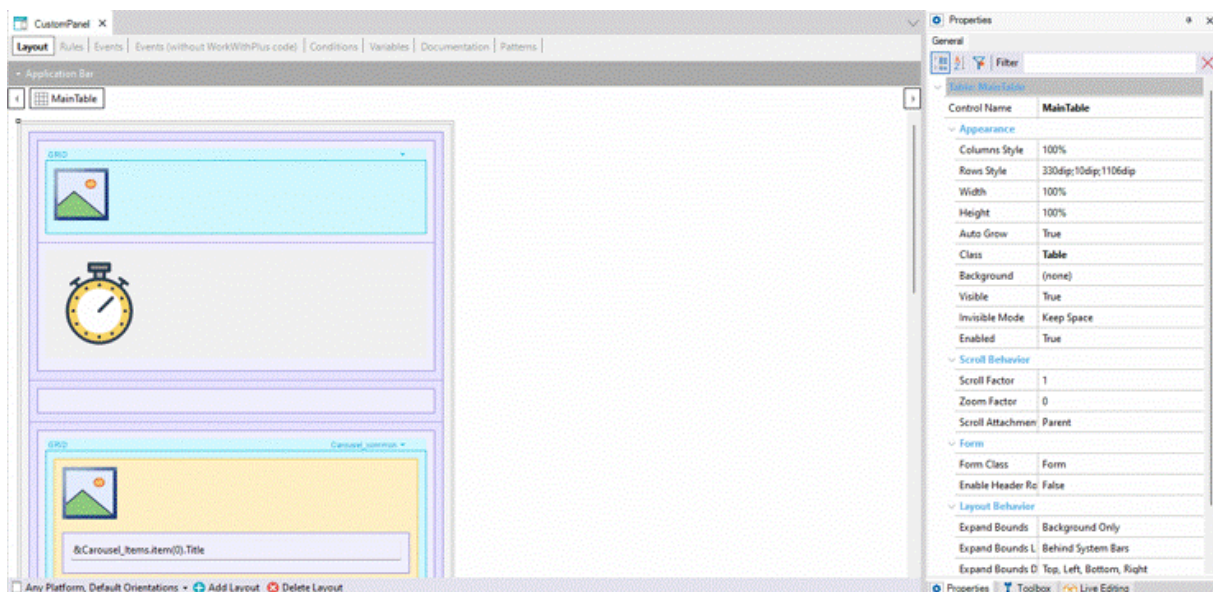 CustomPanel
Layout Rules Events Events (without WorkWithPlus code) Conditions Variables Documentation Patterns
Application Bar
MainTable
GRID
GRID Carousel_common
&Carousel_Items.item(0).Title
Any Platform, Default Orientations Add Layout Delete Layout
Properties
General
Filter
Table: MainTable
Control Name MainTable
Appearance
Columns Style 100%
Rows Style 330dip;10dip;1106dip
Width 100%
Height 100%
Auto Grow True
Class Table
Background (none)
Visible True
Invisible Mode Keep Space
Enabled True
Scroll Behavior
Scroll Factor 1
Zoom Factor 0
Scroll Attachmen Parent
Form
Form Class Form
Enable Header Ro False
Layout Behavior
Expand Bounds Background Only
Expand Bounds L Behind System Bars
Expand Bounds D Top, Left, Bottom, Right
Properties Toolbox Live Editing